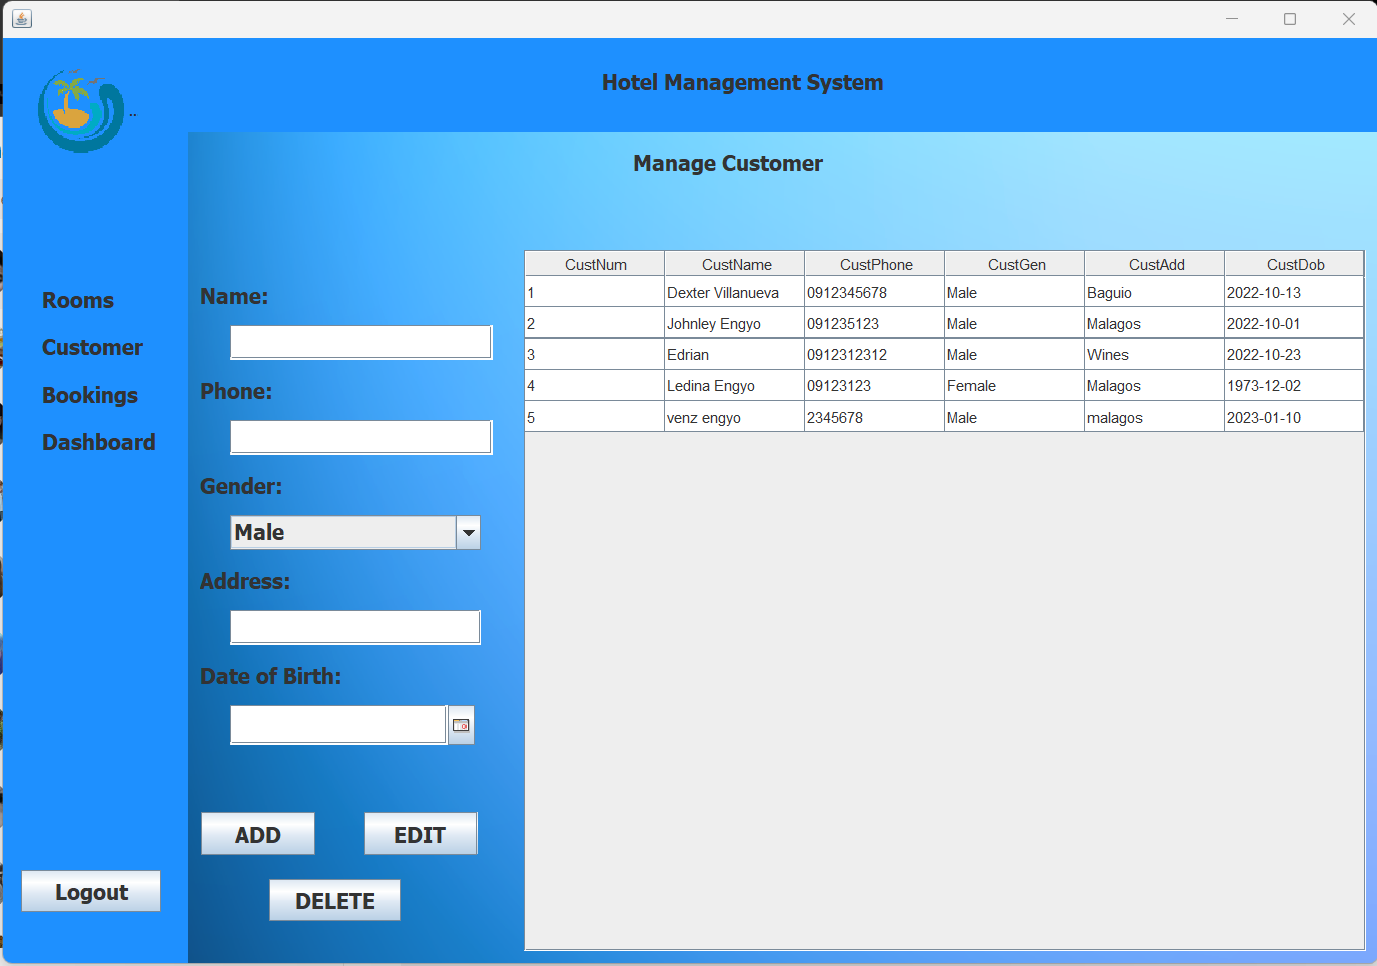 Hotel Management System
..
Manage Customer
Rooms
Customer
Bookings
Dashboard
Logout
Name:
Phone:
Gender:
Male
Address:
Date of Birth:
ADD EDIT
DELETE
CustNum CustName CustPhone CustGen CustAdd CustDob
1 Dexter Villanueva 0912345678 Male Baguio 2022-10-13
2 Johnley Engyo 091235123 Male Malagos 2022-10-01
3 Edrian 0912312312 Male Wines 2022-10-23
4 Ledina Engyo 09123123 Female Malagos 1973-12-02
5 venz engyo 2345678 Male malagos 2023-01-10